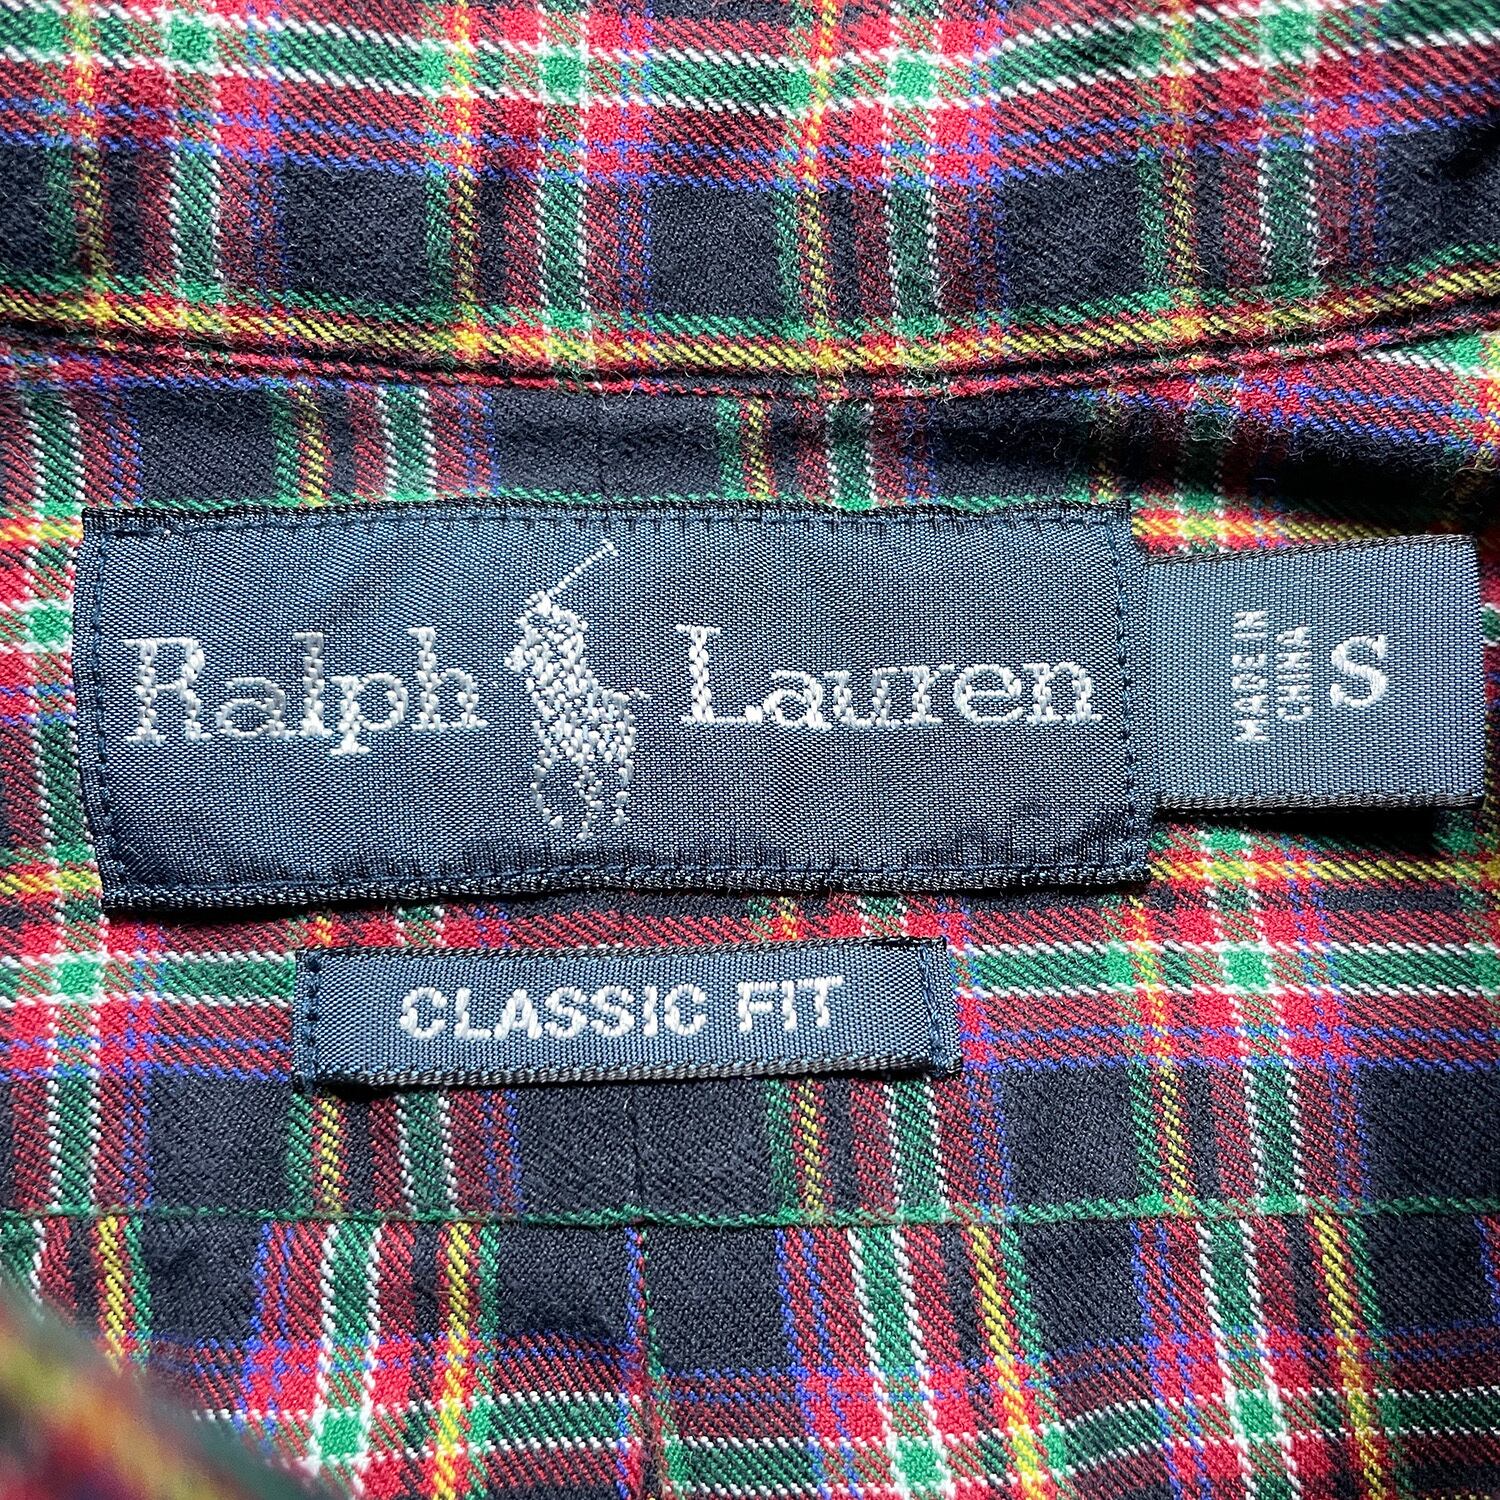 Ralph Lauren
MADE IN
CHINA
S
CLASSIC FIT